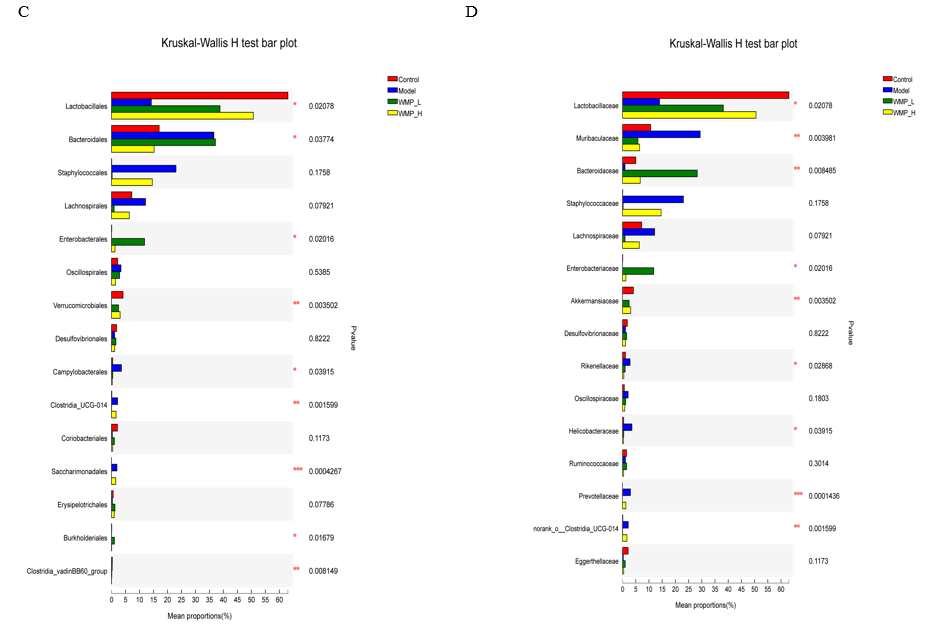 C
Kruskal-Wallis H test bar plot
Control
Model
WMP_L
WMP_H
Lactobacillales * 0.02078
Bacteroidales * 0.03774
Staphylococcales 0.1758
Lachnospirales 0.07921
Enterobacterales * 0.02016
Oscillospirales 0.5385
Verrucomicrobiales ** 0.003502
Desulfovibrionales 0.8222
Campylobacterales * 0.03915
Clostridia_UCG-014 ** 0.001599
Coriobacteriales 0.1173
Saccharimonadales *** 0.0004267
Erysipelotrichales 0.07786
Burkholderiales * 0.01679
Clostridia_vadinBB60_group ** 0.008149
Pvalue
0 5 10 15 20 25 30 35 40 45 50 55 60
Mean proportions(%)
D
Kruskal-Wallis H test bar plot
Control
Model
WMP_L
WMP_H
Lactobacillaceae * 0.02078
Muribaculaceae ** 0.003981
Bacteroidaceae ** 0.008485
Staphylococcaceae 0.1758
Lachnospiraceae 0.07921
Enterobacteriaceae * 0.02016
Akkermansiaceae ** 0.003502
Desulfovibrionaceae 0.8222
Rikenellaceae * 0.02868
Oscillospiraceae 0.1803
Helicobacteraceae * 0.03915
Ruminococcaceae 0.3014
Prevotellaceae *** 0.0001436
norank_o__Clostridia_UCG-014 ** 0.001599
Eggerthellaceae 0.1173
Pvalue
0 5 10 15 20 25 30 35 40 45 50 55 60
Mean proportions(%)